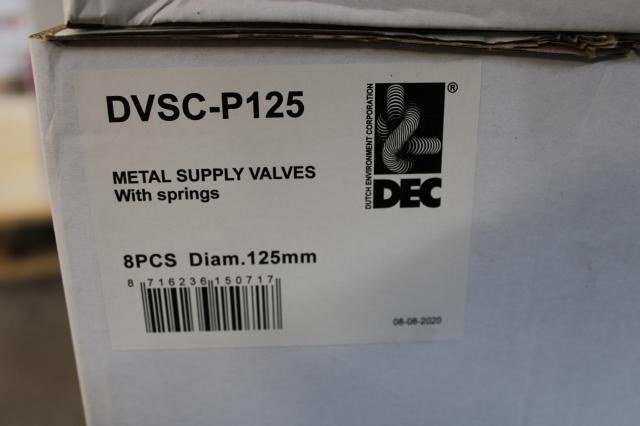 DVSC-P125
DUTCH ENVIRONMENT CORPORATION
®
DEC
METAL SUPPLY VALVES
With springs
8PCS Diam.125mm
8 716236 150717
08-08-2020